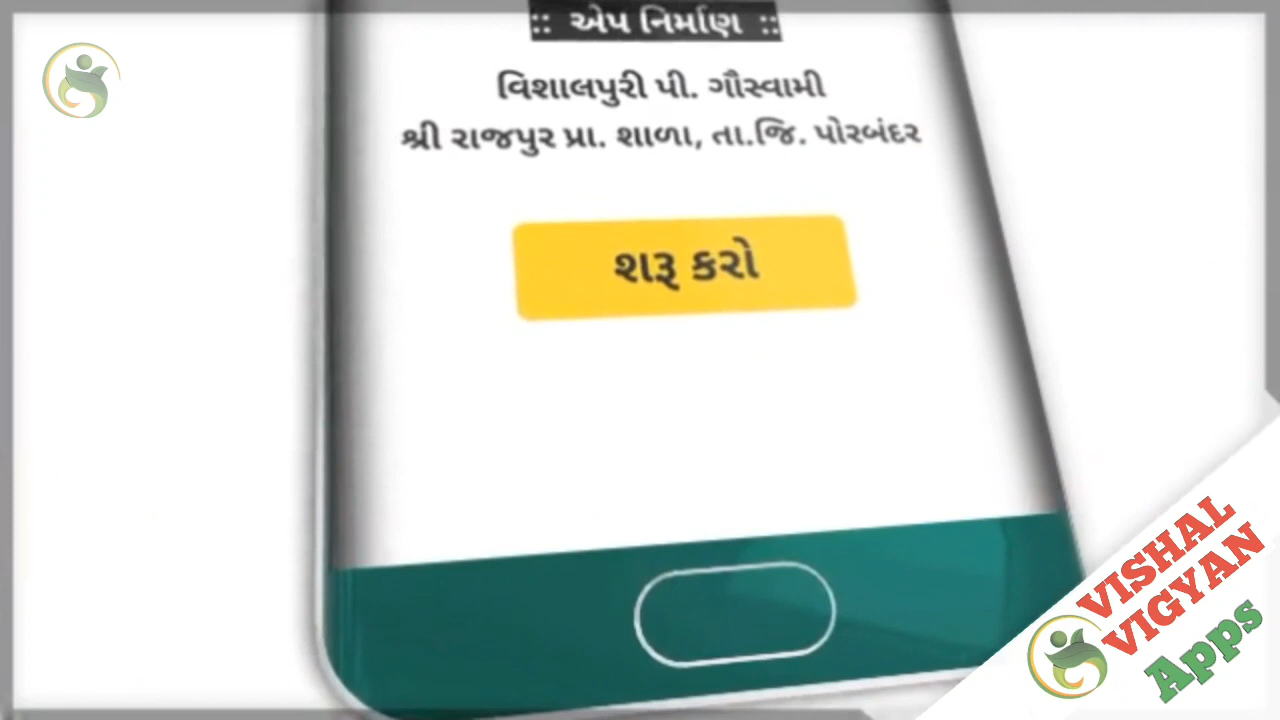 :: એપ નિર્માણ ::
વિશાલપુરી પી. ગૌસ્વામી
શ્રી રાજપુર પ્રા. શાળા, તા.જિ. પોરબંદર
શરૂ કરો
VISHAL
VIGYAN
Apps